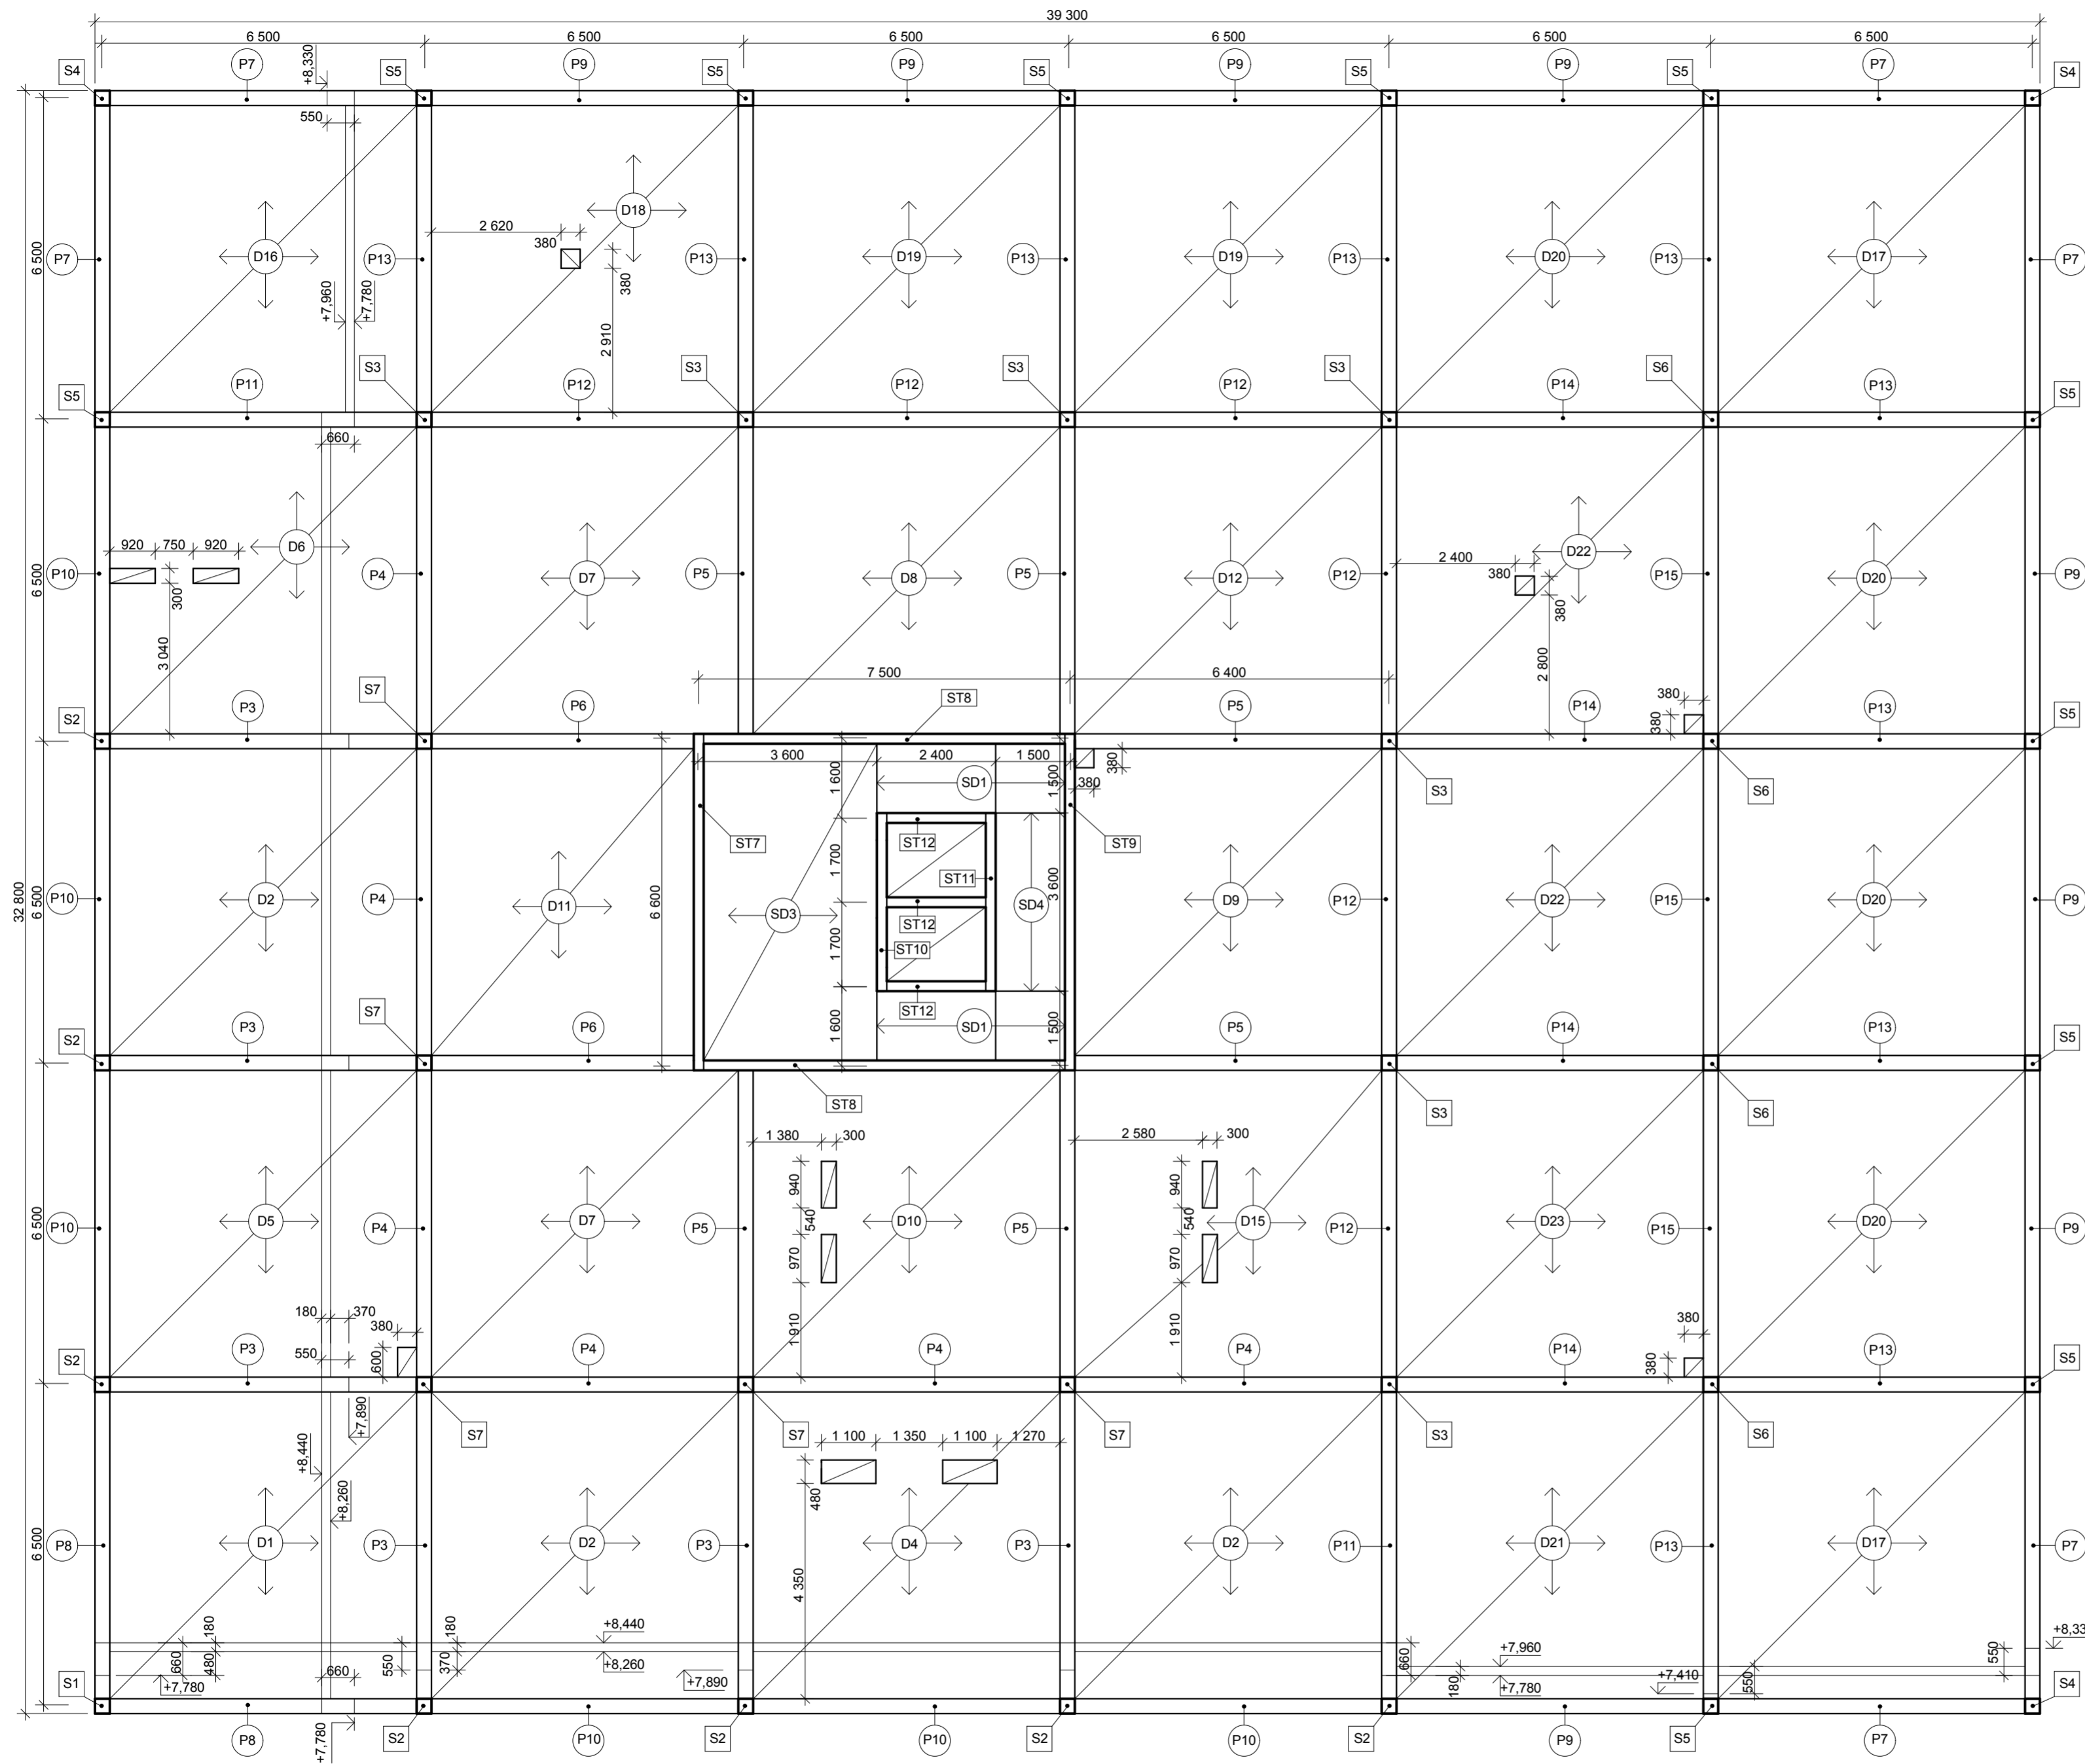 39 300
6 500 6 500 6 500 6 500 6 500 6 500
+8,330
S4 P7 S5 P9 S5 P9 S5 P9 S5 P9 S5 P7 S4
550
D16 D18 D19 D19 D20 D17
2 620
380
380
2 910
6 500
P7 P13 P13 P13 P13 P13 P7
+7,960
+7,780
S5 P11 S3 P12 S3 P12 S3 P12 S3 P14 S6 P13 S5
660
D6 D7 D8 D12 D22 D20
920 750 920
300
3 040
2 400
380
380
2 800
6 500
P10 P4 P5 P5 P12 P15 P9
7 500 6 400
380
380
S2 P3 S7 P6 ST8 P5 P14 P13 S5
3 600 2 400 1 500
1 600
SD1
1 500
380
380
S3 S6
ST7 ST12 ST9
1 700
ST11
3 600
32 800
6 500
6 600
P10 D2 P4 D11 SD3 SD4 D9 P12 D22 P15 D20 P9
ST12
1 700
ST10
ST12
1 600
SD1
1 500
S2 P3 S7 P6 P5 P14 P13 S5
ST8
S3 S6
1 380 300
2 580 300
940
540
970
1 910
940
540
970
1 910
6 500
P10 D5 P4 D7 P5 D10 P5 D15 P12 D23 P15 D20 P9
180 370
380
600
550
380
380
S2 P3 P4 P4 P4 P14 P13 S5
+7,890
S7 S7 S7 S3 S6
1 100 1 350 1 100 1 270
480
4 350
+8,440
+8,260
6 500
P8 D1 P3 D2 P3 D4 P3 D2 P11 D21 P13 D17 P7
180
660
480
550
180
370
+8,440
+8,260
660
+7,780
+7,890
660
+7,960
+7,780
180
+7,410
550
550
+8,33
S1 S4
+7,780
P8 S2 P10 S2 P10 S2 P10 S2 P9 S5 P7